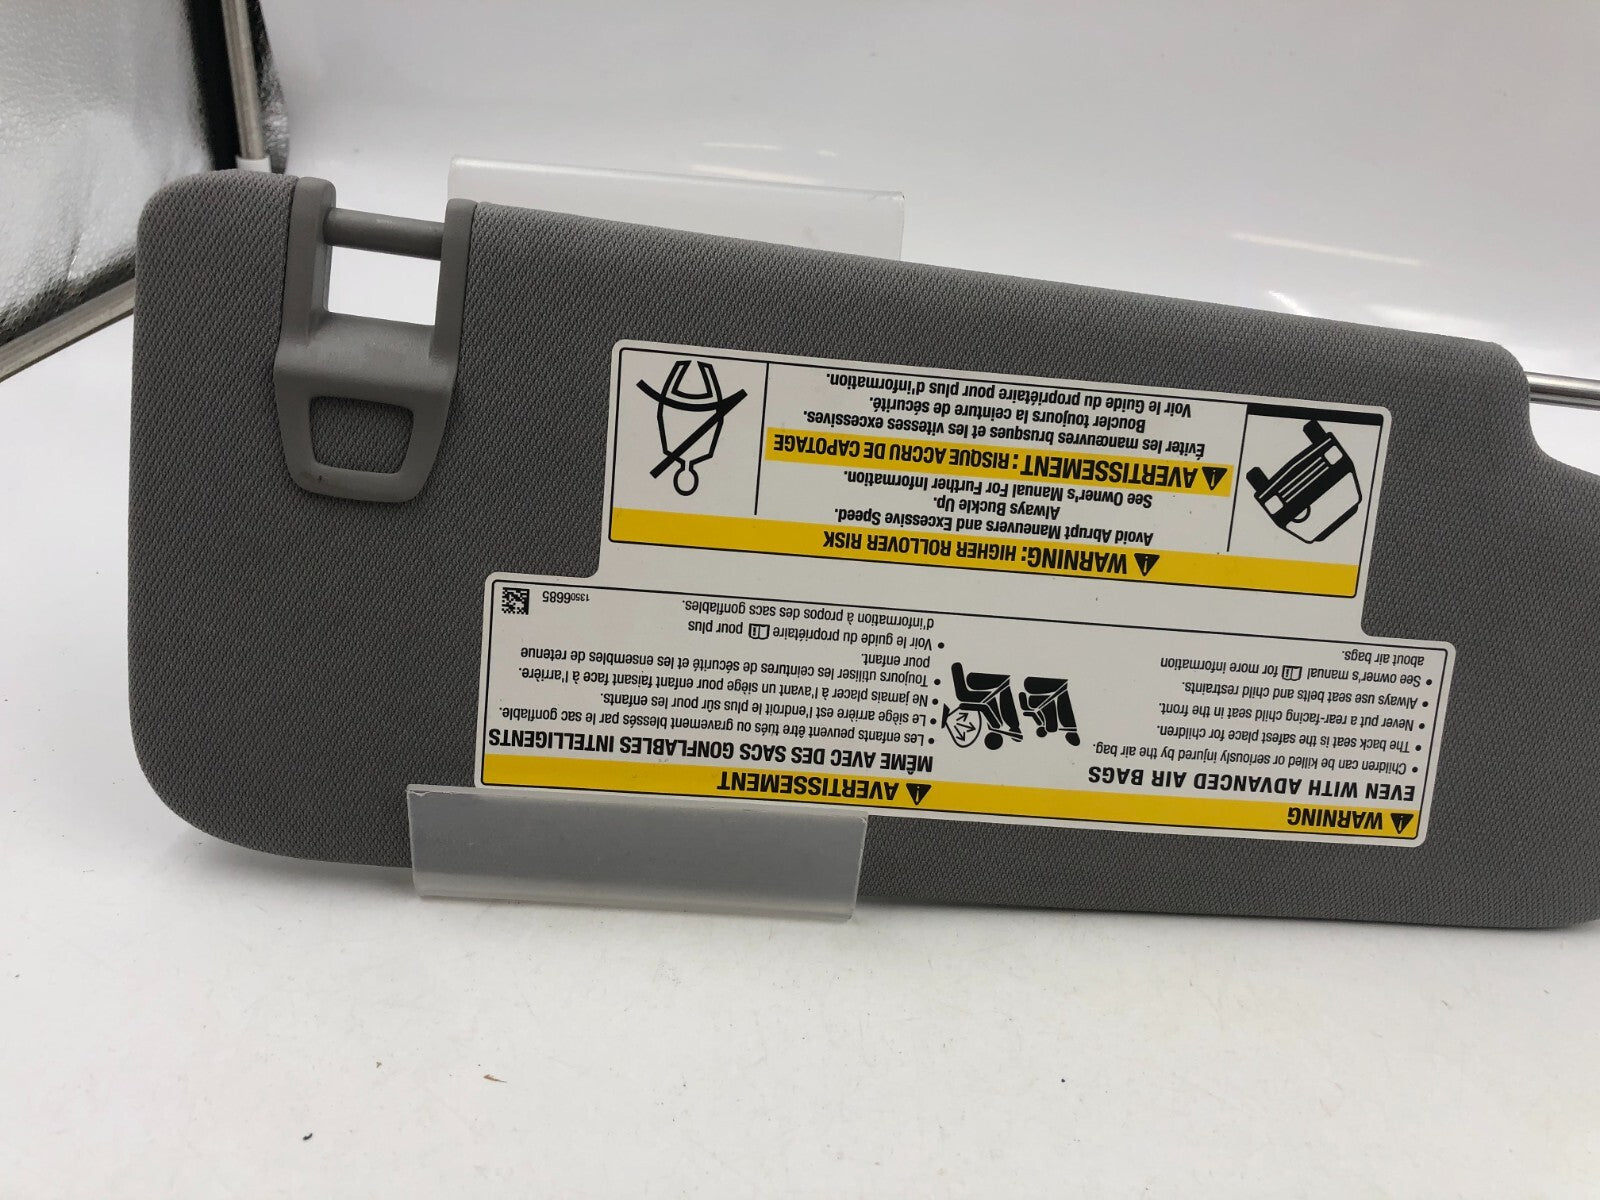 WARNING
EVEN WITH ADVANCED AIR BAGS
• Children can be killed or seriously injured by the air bag.
• The back seat is the safest place for children.
• Never put a rear-facing child seat in the front.
• Always use seat belts and child restraints.
• See owner's manual for more information
about air bags.
AVERTISSEMENT
MÊME AVEC DES SACS GONFLABLES INTELLIGENTS
• Les enfants peuvent être tués ou gravement blessés par le sac gonflable.
• Le siège arrière est l'endroit le plus sûr pour les enfants.
• Ne jamais placer à l'avant un siège pour enfant faisant face à l'arrière.
• Toujours utiliser les ceintures de sécurité et les ensembles de retenue
pour enfant.
• Voir le guide du propriétaire pour plus
d'information à propos des sacs gonflables.
13506685
WARNING: HIGHER ROLLOVER RISK
Avoid Abrupt Maneuvers and Excessive Speed.
Always Buckle Up.
See Owner's Manual For Further Information.
AVERTISSEMENT : RISQUE ACCRU DE CAPOTAGE
Éviter les manœuvres brusques et les vitesses excessives.
Boucler toujours la ceinture de sécurité.
Voir le Guide du propriétaire pour plus d'information.